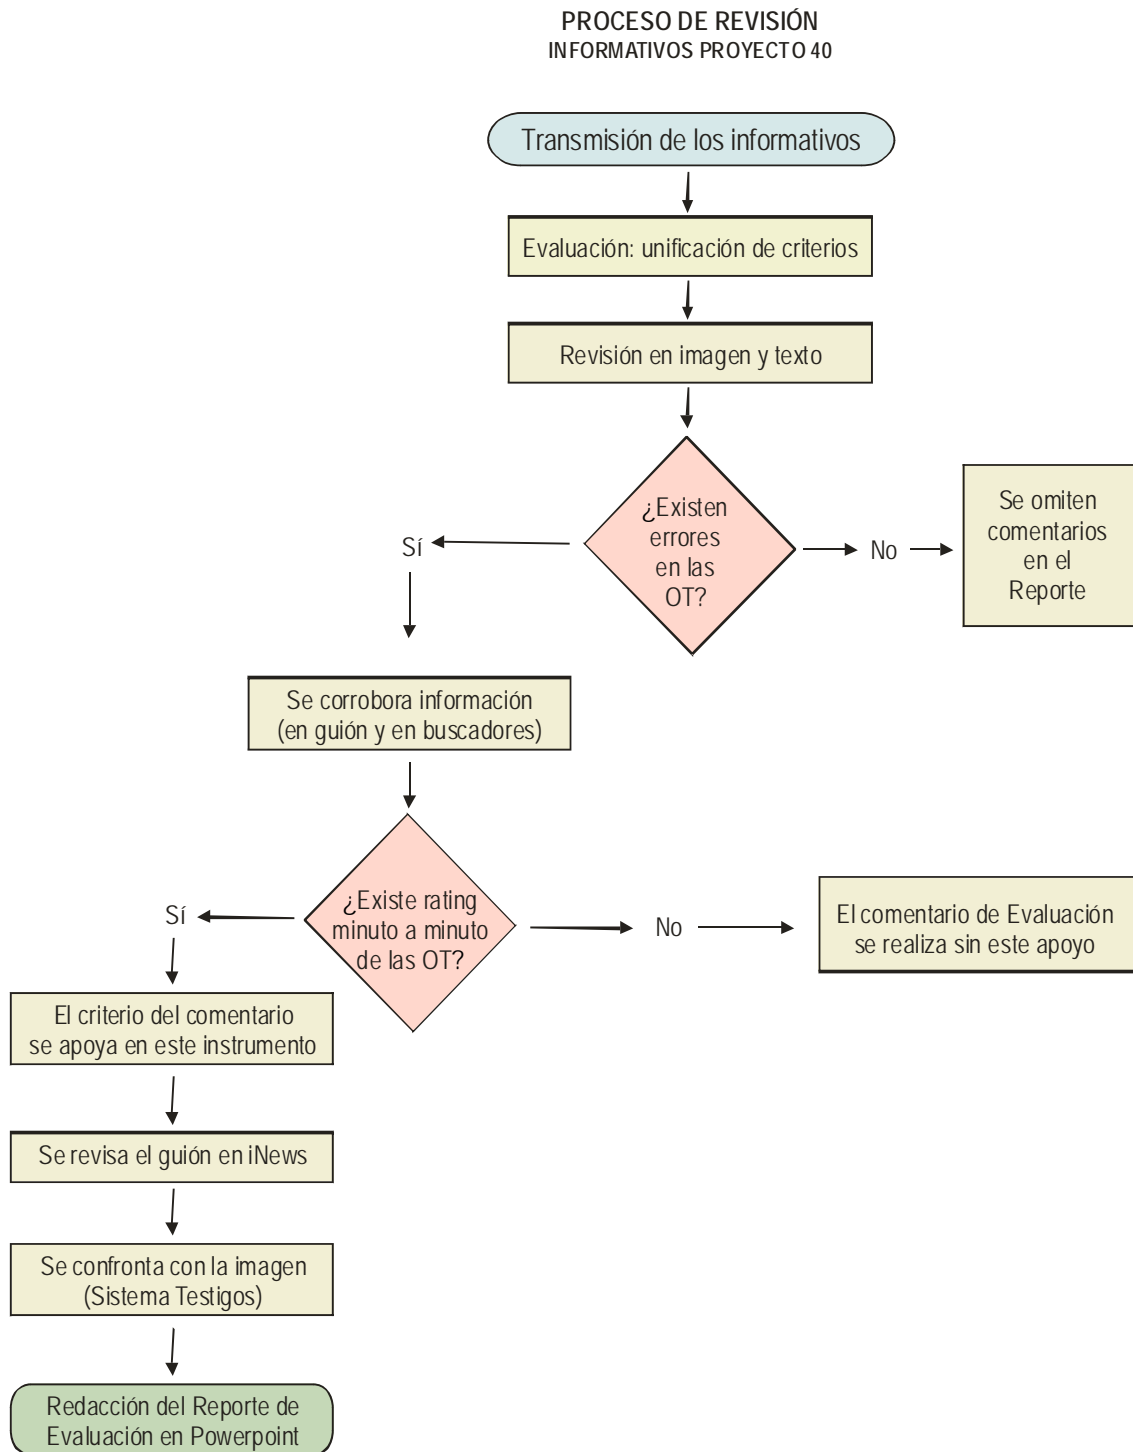 PROCESO DE REVISIÓN
INFORMATIVOS PROYECTO 40
Transmisión de los informativos
Evaluación: unificación de criterios
Revisión en imagen y texto
¿Existen
errores
en las
OT?
Sí
No
Se omiten
comentarios
en el
Reporte
Se corrobora información
(en guión y en buscadores)
¿Existe rating
minuto a minuto
de las OT?
Sí
No
El comentario de Evaluación
se realiza sin este apoyo
El criterio del comentario
se apoya en este instrumento
Se revisa el guión en iNews
Se confronta con la imagen
(Sistema Testigos)
Redacción del Reporte de
Evaluación en Powerpoint